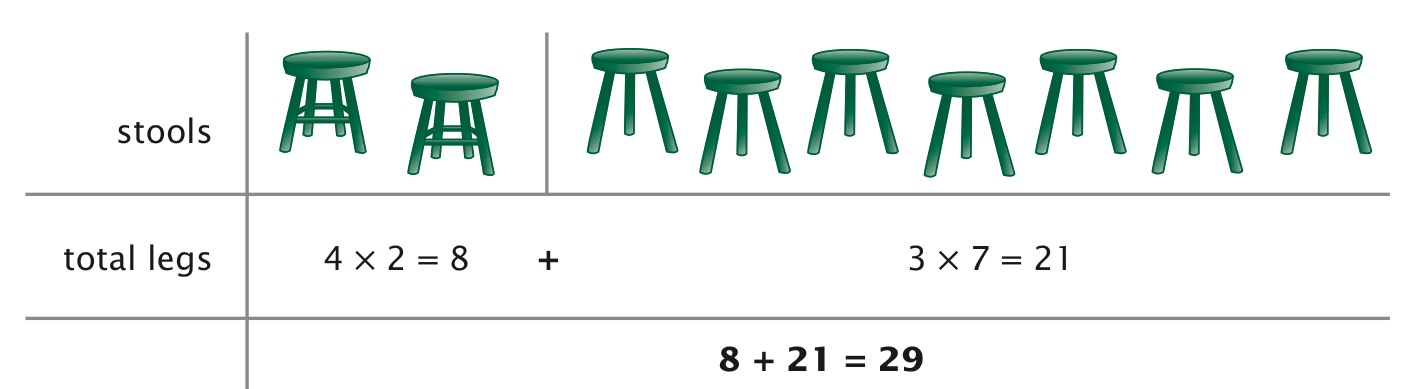 stools
total legs 4 × 2 = 8 + 3 × 7 = 21
8 + 21 = 29